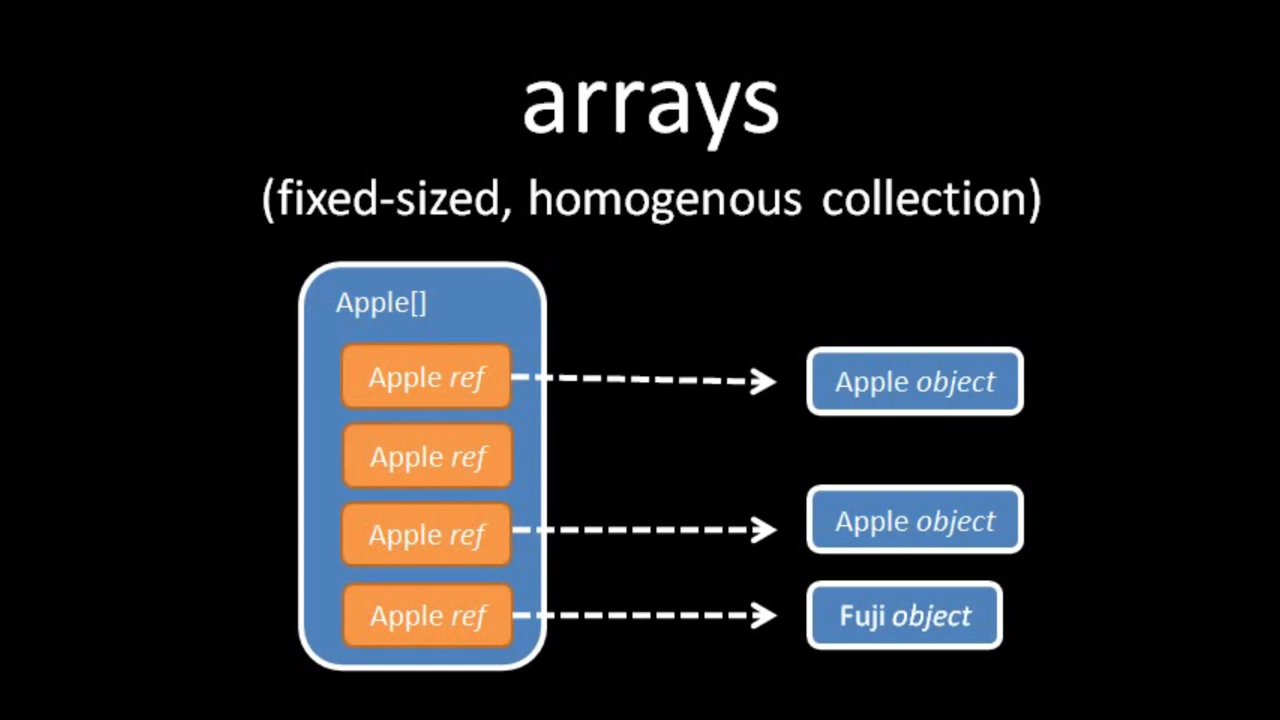 arrays
(fixed-sized, homogenous collection)
Apple[]
Apple ref
Apple object
Apple ref
Apple ref
Apple object
Apple ref
Fuji object